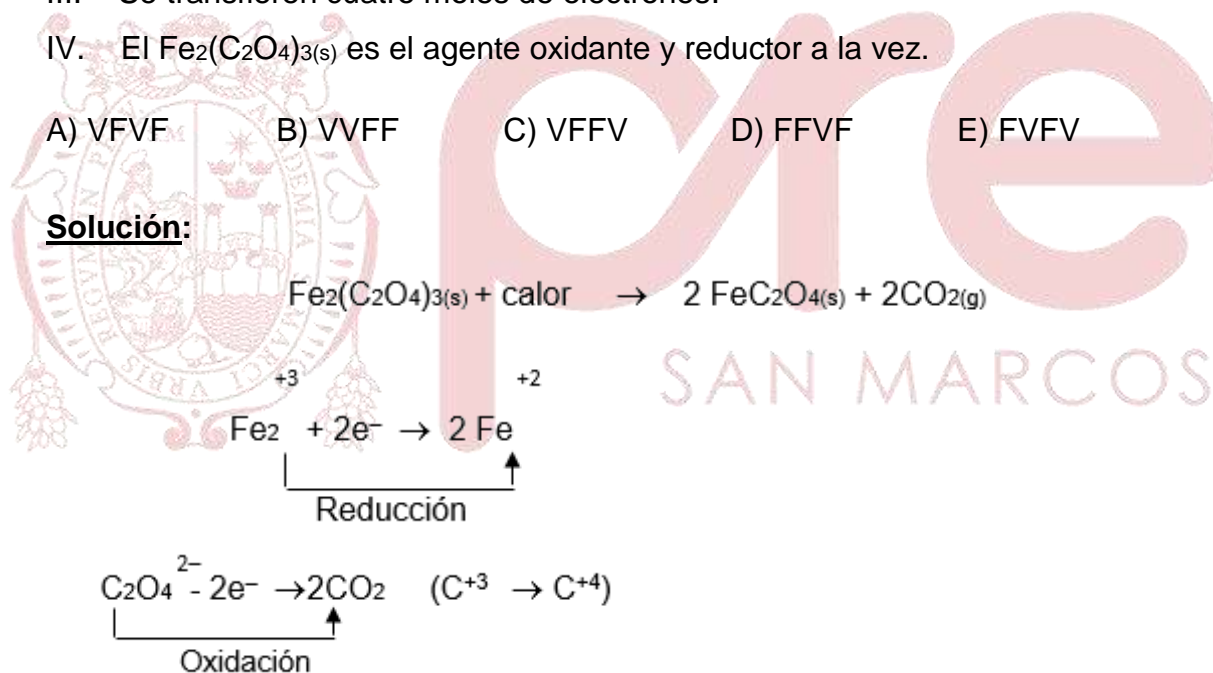 III. Se transfieren cuatro moles de electrones.
IV. El Fe2(C2O4)3(s) es el agente oxidante y reductor a la vez.
A) VFVF B) VVFF C) VFFV D) FFVF E) FVFV
Solución:
Fe2(C2O4)3(s) + calor → 2 FeC2O4(s) + 2CO2(g)
pre
SAN MARCOS
+3 +2
Fe2 + 2e– → 2 Fe
Reducción
C2O4 2– - 2e– →2CO2 (C+3 → C+4)
Oxidación